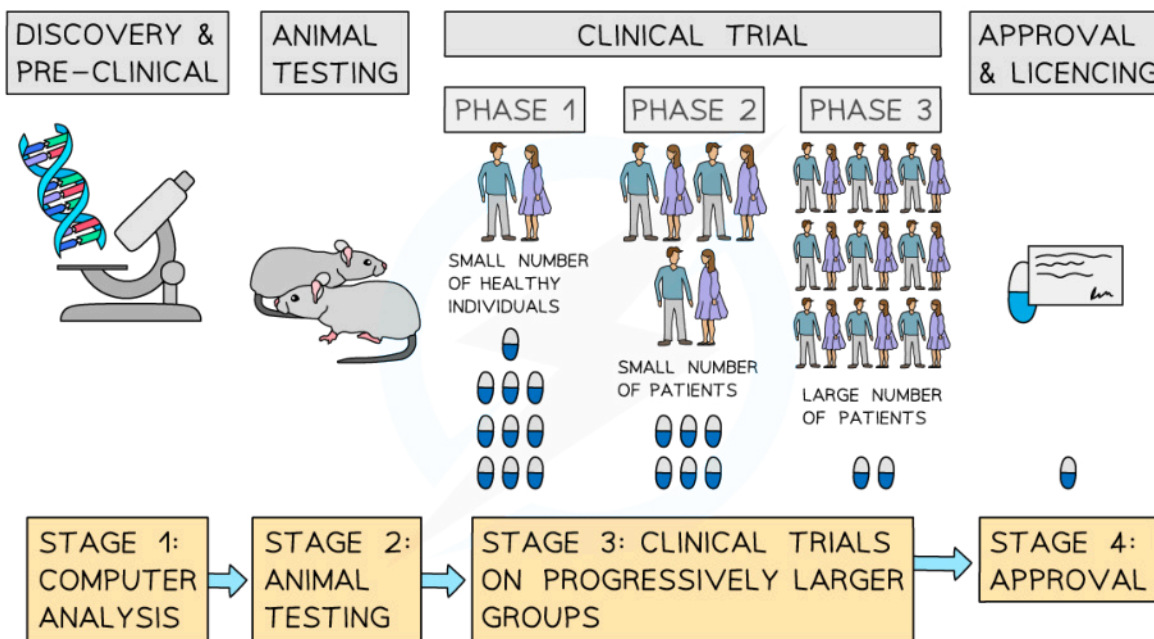 DISCOVERY &
PRE-CLINICAL
ANIMAL
TESTING
CLINICAL TRIAL
APPROVAL
& LICENCING
PHASE 1
PHASE 2
PHASE 3
SMALL NUMBER
OF HEALTHY
INDIVIDUALS
SMALL NUMBER
OF PATIENTS
LARGE NUMBER
OF PATIENTS
STAGE 1:
COMPUTER
ANALYSIS
STAGE 2:
ANIMAL
TESTING
STAGE 3: CLINICAL TRIALS
ON PROGRESSIVELY LARGER
GROUPS
STAGE 4:
APPROVAL